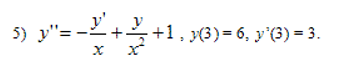 5) y''= -y'/x + y/x² +1 , y(3)= 6, y'(3)= 3.